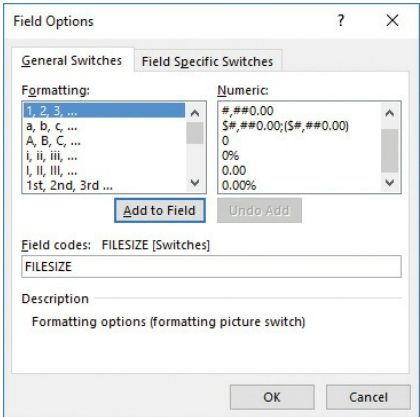 Field Options ? X
General Switches Field Specific Switches
Formatting: Numeric:
1, 2, 3, ... #,##0.00
a, b, c, ... $#,##0.00;($#,##0.00)
A, B, C, ... 0
i, ii, iii, ... 0%
I, II, III, ... 0.00
1st, 2nd, 3rd ... 0.00%
Add to Field Undo Add
Field codes: FILESIZE [Switches]
FILESIZE
Description
Formatting options (formatting picture switch)
OK Cancel